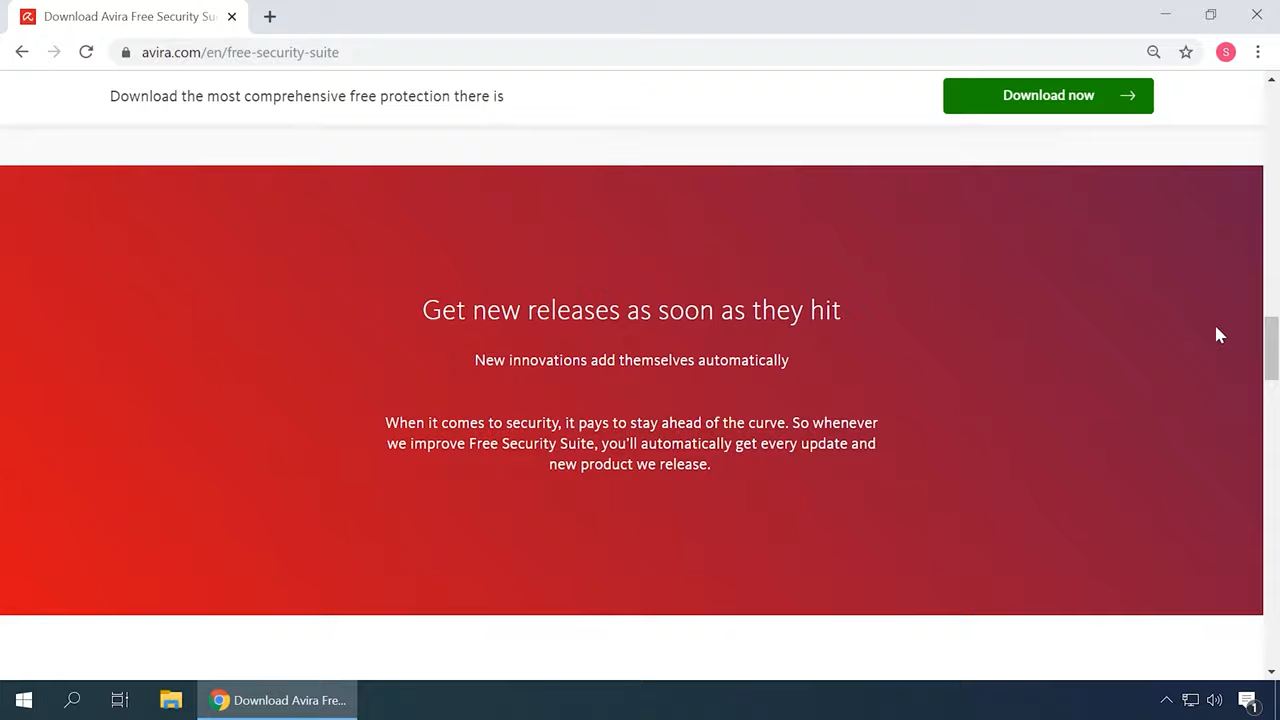 Download Avira Free Security Su
avira.com/en/free-security-suite
S
Download the most comprehensive free protection there is
Download now
Get new releases as soon as they hit
New innovations add themselves automatically
When it comes to security, it pays to stay ahead of the curve. So whenever
we improve Free Security Suite, you'll automatically get every update and
new product we release.
Download Avira Fre...
1